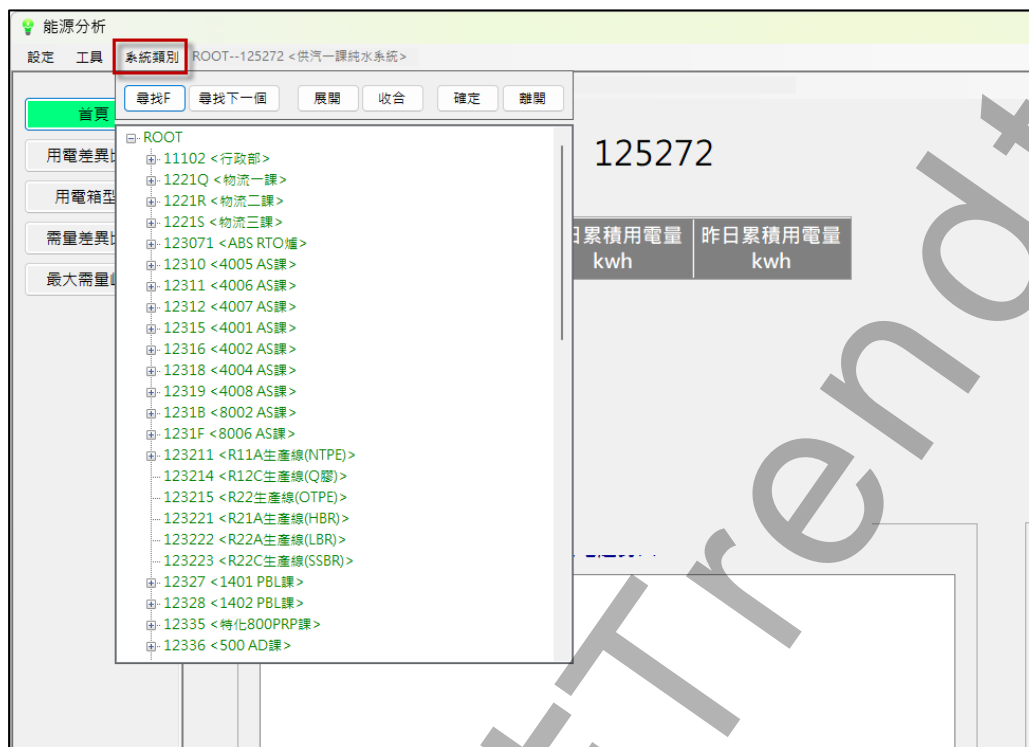 能源分析
設定 工具 系統類別 ROOT--125272 <供汽一課純水系統>
尋找F 尋找下一個 展開 收合 確定 離開
首頁
用電差異
用電箱型
需量差異
最大需量
ROOT
11102 <行政部>
1221Q <物流一課>
1221R <物流二課>
1221S <物流三課>
123071 <ABS RTO爐>
12310 <4005 AS課>
12311 <4006 AS課>
12312 <4007 AS課>
12315 <4001 AS課>
12316 <4002 AS課>
12318 <4004 AS課>
12319 <4008 AS課>
1231B <8002 AS課>
1231F <8006 AS課>
123211 <R11A生產線(NTPE)>
123214 <R12C生產線(Q膠)>
123215 <R22生產線(OTPE)>
123221 <R21A生產線(HBR)>
123222 <R22A生產線(LBR)>
123223 <R22C生產線(SSBR)>
12327 <1401 PBL課>
12328 <1402 PBL課>
12335 <特化800PRP課>
12336 <500 AD課>
125272
日累積用電量 kwh
昨日累積用電量 kwh
tTrendt